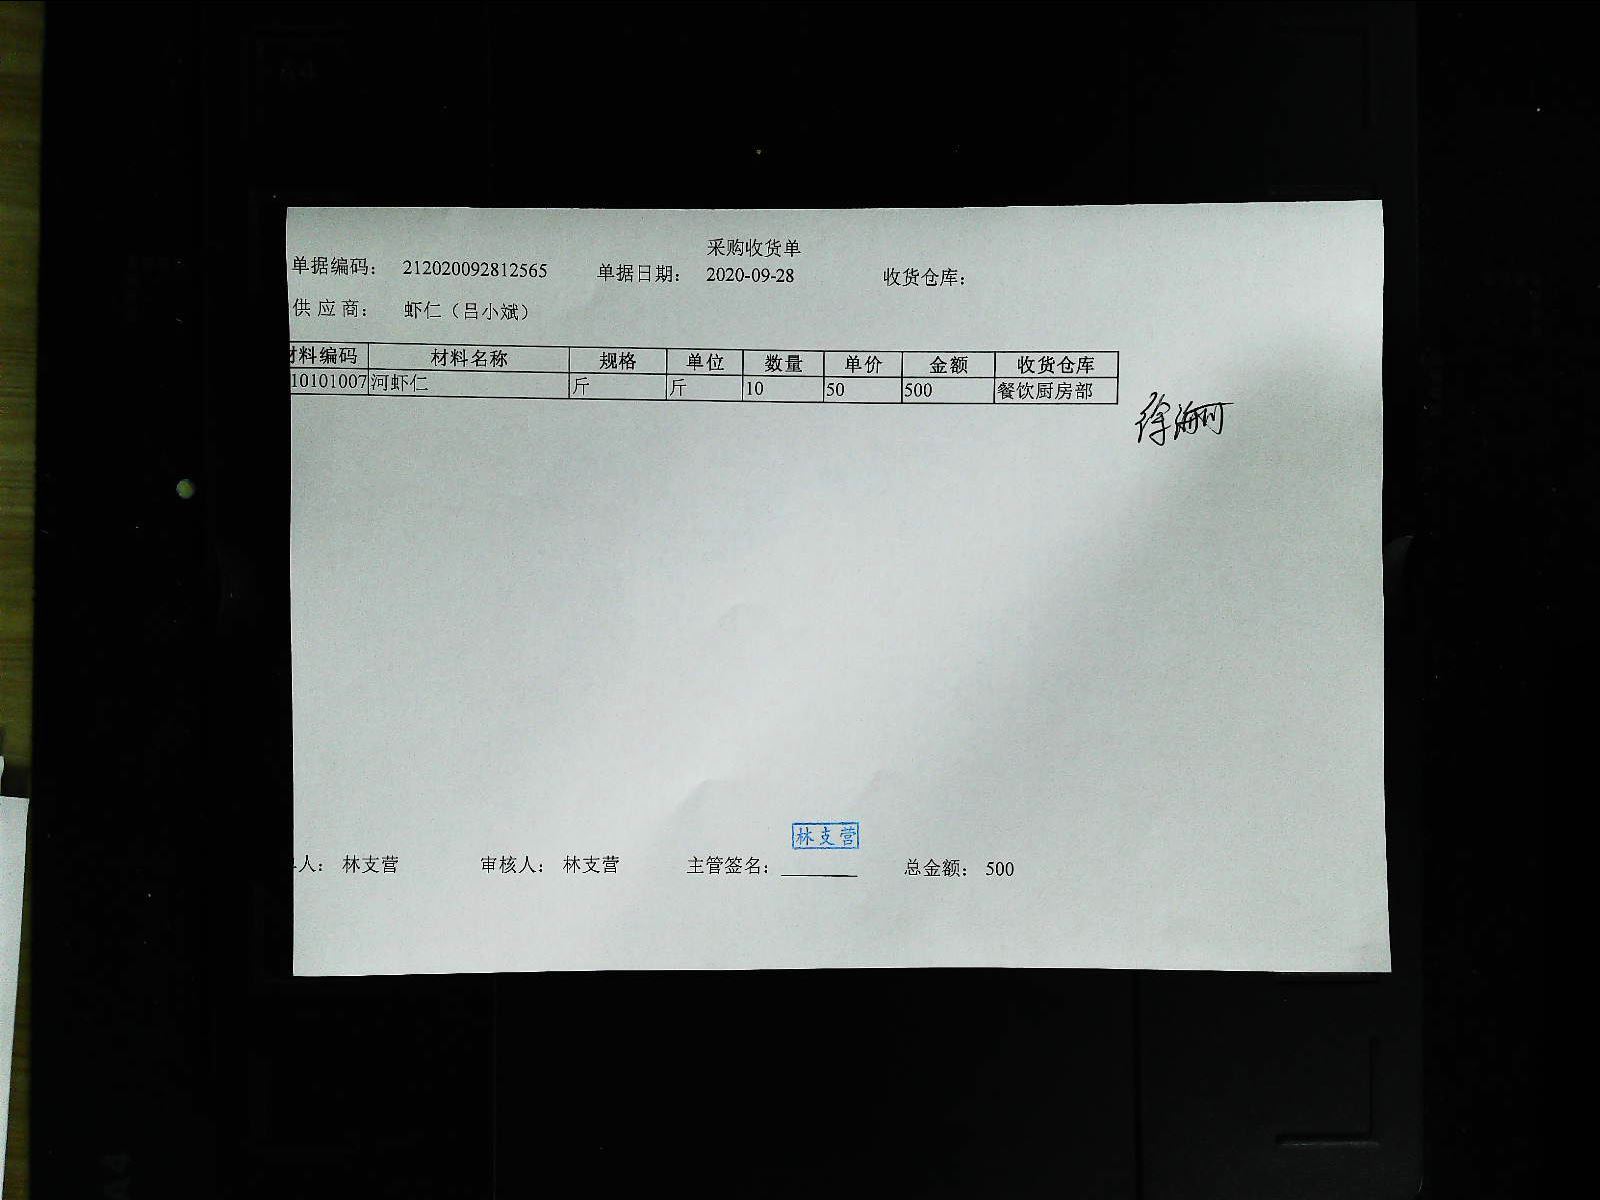 采购收货单
单据编码： 212020092812565 单据日期： 2020-09-28 收货仓库：
供应商： 虾仁（吕小斌）
材料编码 材料名称 规格 单位 数量 单价 金额 收货仓库
10101007 河虾仁 斤 斤 10 50 500 餐饮厨房部
林支营
人： 林支营 审核人： 林支营 主管签名： 总金额： 500